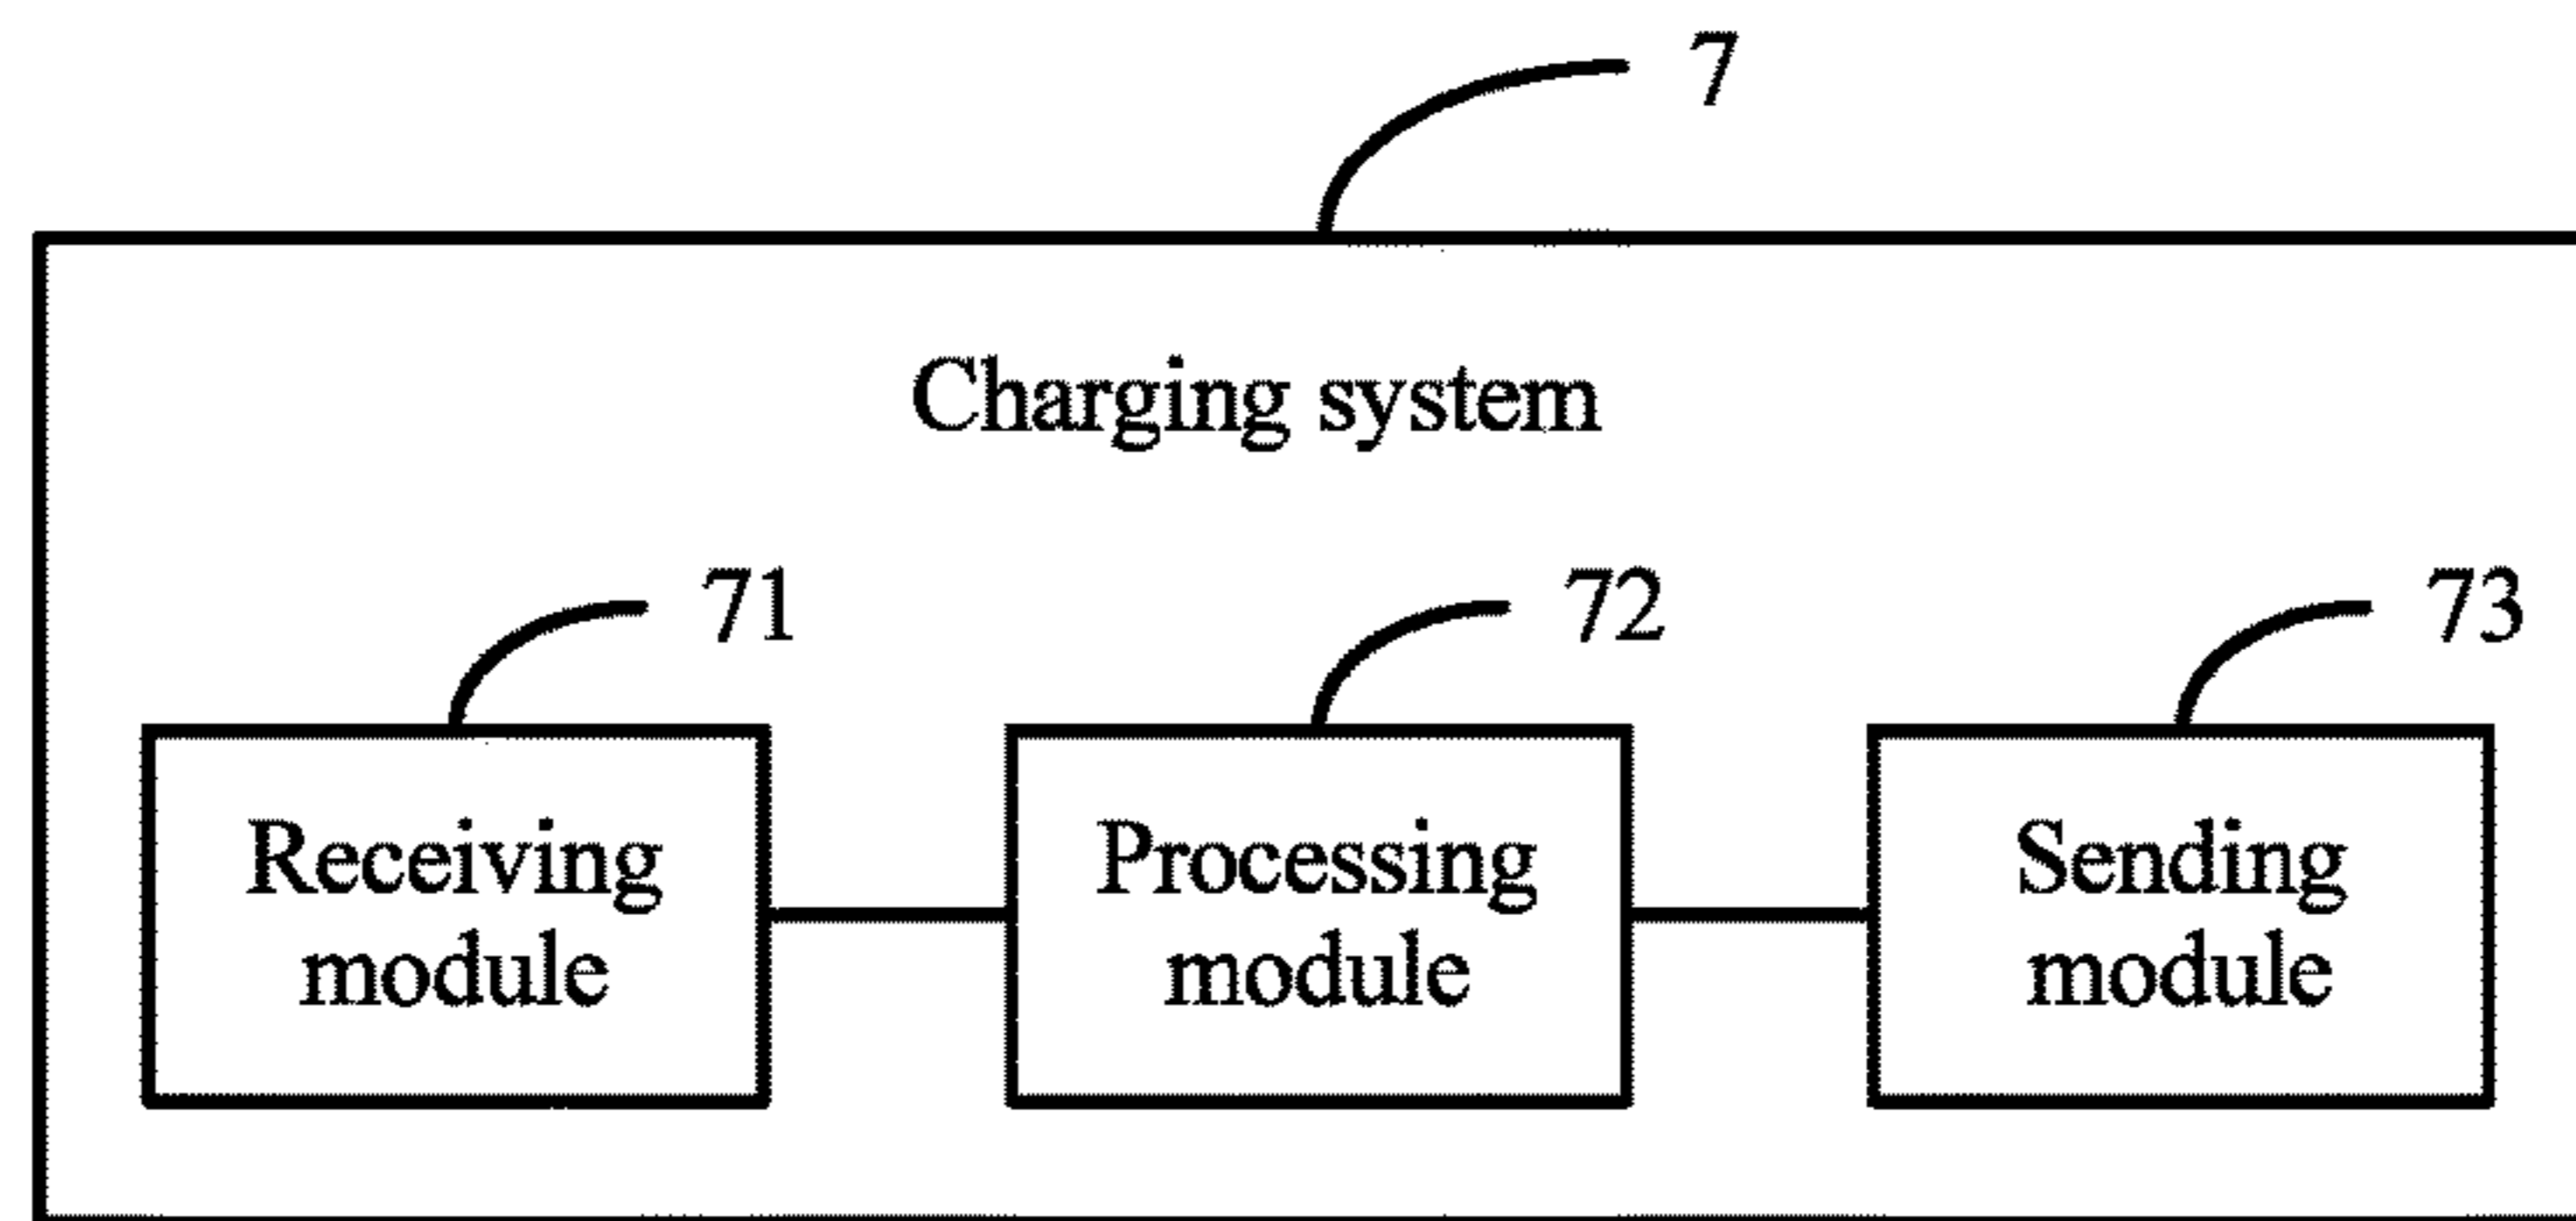 7
Charging system
71
72
73
Receiving
module
Processing
module
Sending
module